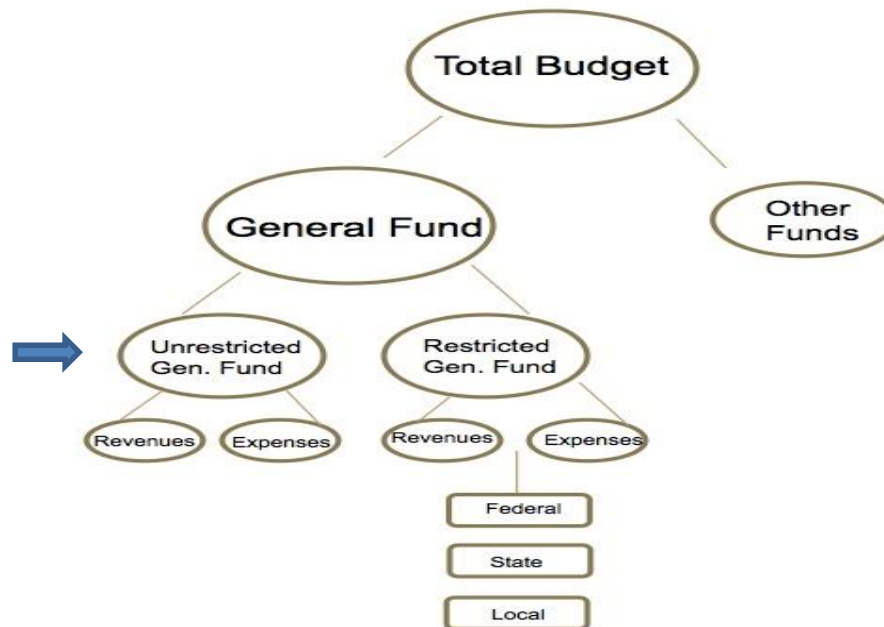 Total Budget
General Fund
Other
Funds
Unrestricted
Gen. Fund
Restricted
Gen. Fund
Revenues
Expenses
Revenues
Expenses
Federal
State
Local